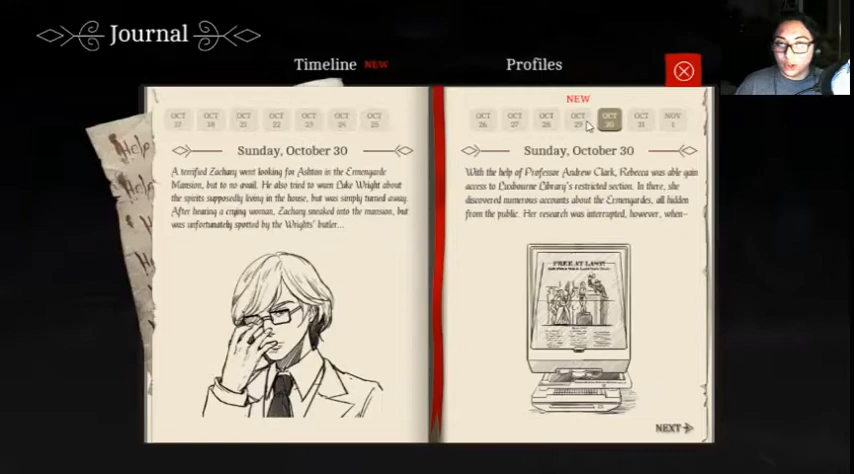 Journal
Timeline NEW
Profiles
NEW
OCT 17
OCT 18
OCT 21
OCT 22
OCT 23
OCT 24
OCT 25
OCT 26
OCT 27
OCT 28
OCT 29
OCT 30
OCT 31
NOV 1
Sunday, October 30
A terrified Zachary went looking for Ashton in the Ermengarde
Mansion, but to no avail. He also tried to warn Luke Wright about
the spirits supposedly living in the house, but was simply turned away.
After hearing a crying woman, Zachary sneaked into the mansion, but
was unfortunately spotted by the Wrights' butler...
Sunday, October 30
With the help of Professor Andrew Clark, Rebecca was able gain
access to Luxbourne Library's restricted section. In there, she
discovered numerous accounts about the Ermengardes, all hidden
from the public. Her research was interrupted, however, when-
FREE AT LAST!
NEXT
Help
Help